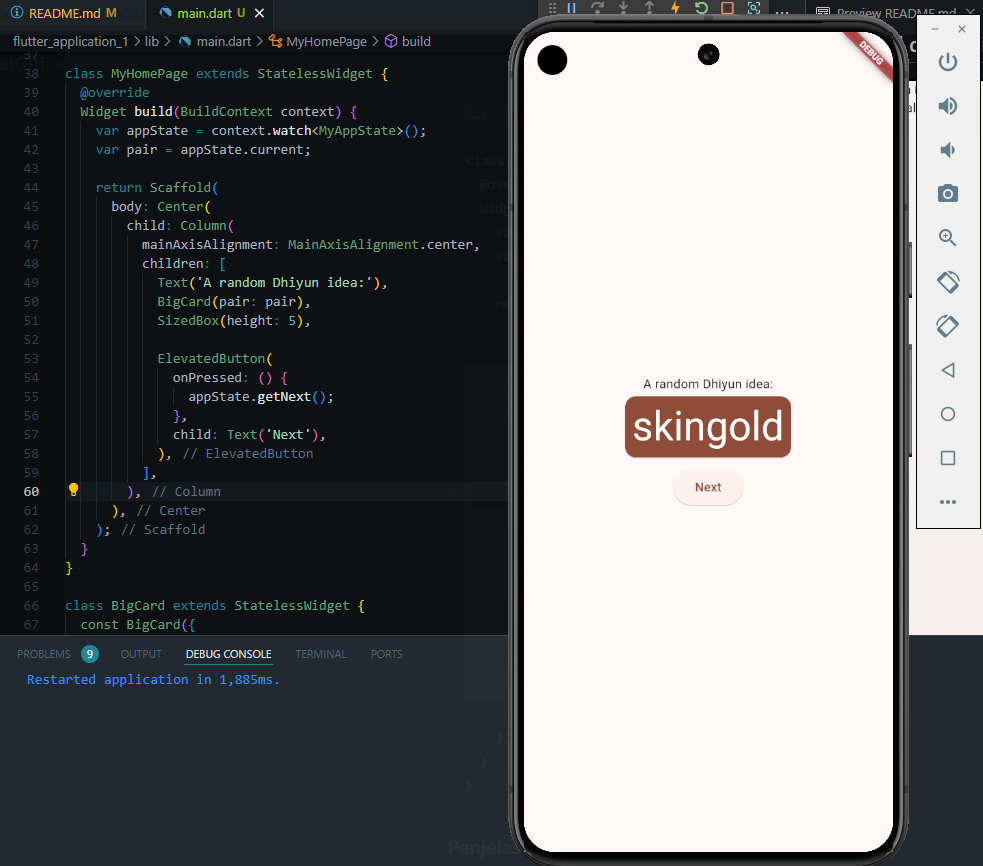 README.md M
main.dart U
Preview README.md
flutter_application_1 > lib > main.dart > MyHomePage > build
37
38 class MyHomePage extends StatelessWidget {
39 @override
40 Widget build(BuildContext context) {
41 var appState = context.watch<MyAppState>();
42 var pair = appState.current;
43
44 return Scaffold(
45 body: Center(
46 child: Column(
47 mainAxisAlignment: MainAxisAlignment.center,
48 children: [
49 Text('A random Dhiyun idea:'),
50 BigCard(pair: pair),
51 SizedBox(height: 5),
52
53 ElevatedButton(
54 onPressed: () {
55 appState.getNext();
56 },
57 child: Text('Next'),
58 ), // ElevatedButton
59 ],
60 ), // Column
61 ), // Center
62 ); // Scaffold
63 }
64 }
65
66 class BigCard extends StatelessWidget {
67 const BigCard({
PROBLEMS 9 OUTPUT DEBUG CONSOLE TERMINAL PORTS
Restarted application in 1,885ms.
DEBUG
A random Dhiyun idea:
skingold
Next